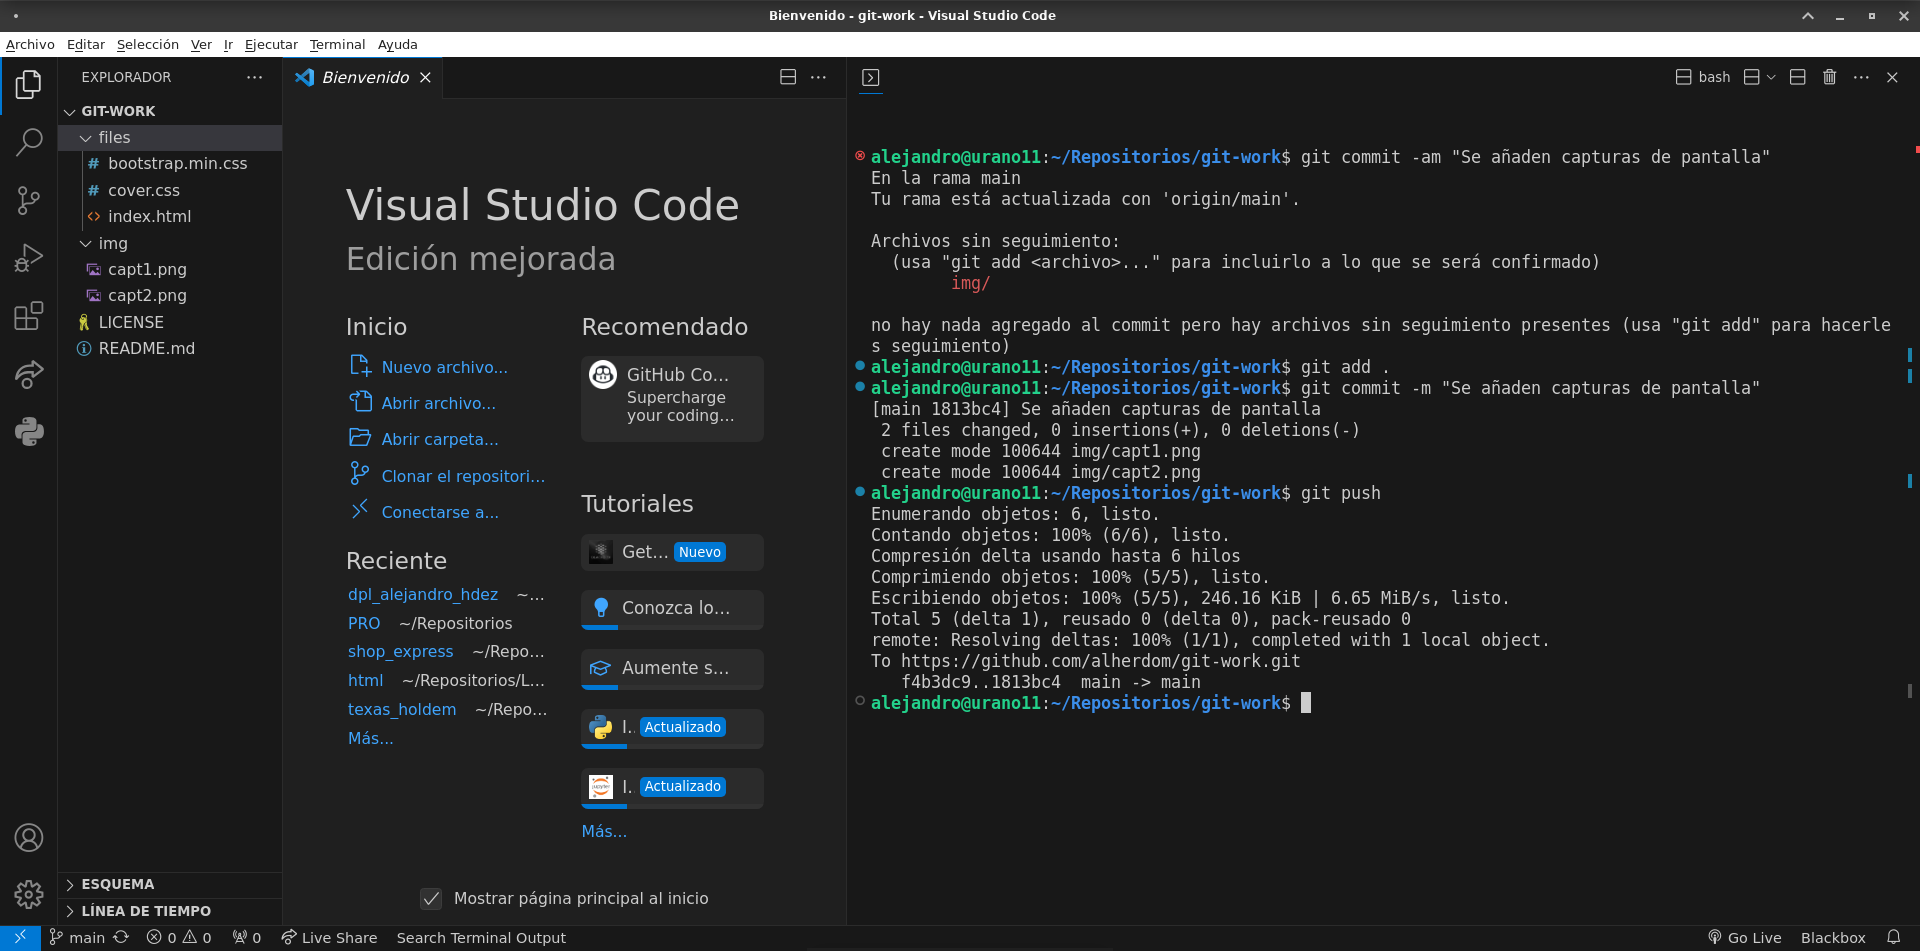 Bienvenido - git-work - Visual Studio Code
Archivo Editar Selección Ver Ir Ejecutar Terminal Ayuda
EXPLORADOR
GIT-WORK
files
bootstrap.min.css
cover.css
index.html
img
capt1.png
capt2.png
LICENSE
README.md
ESQUEMA
LÍNEA DE TIEMPO
Bienvenido
Visual Studio Code
Edición mejorada
Inicio
Nuevo archivo...
Abrir archivo...
Abrir carpeta...
Clonar el repositori...
Conectarse a...
Reciente
dpl_alejandro_hdez ~...
PRO ~/Repositorios
shop_express ~/Repo...
html ~/Repositorios/L...
texas_holdem ~/Repo...
Más...
Recomendado
GitHub Co...
Supercharge
your coding...
Tutoriales
Get... Nuevo
Conozca lo...
Aumente s...
I.. Actualizado
I.. Actualizado
Más...
Mostrar página principal al inicio
bash
alejandro@urano11:~/Repositorios/git-work$ git commit -am "Se añaden capturas de pantalla"
En la rama main
Tu rama está actualizada con 'origin/main'.
Archivos sin seguimiento:
(usa "git add <archivo>..." para incluirlo a lo que se será confirmado)
img/
no hay nada agregado al commit pero hay archivos sin seguimiento presentes (usa "git add" para hacerle
s seguimiento)
alejandro@urano11:~/Repositorios/git-work$ git add .
alejandro@urano11:~/Repositorios/git-work$ git commit -m "Se añaden capturas de pantalla"
[main 1813bc4] Se añaden capturas de pantalla
2 files changed, 0 insertions(+), 0 deletions(-)
create mode 100644 img/capt1.png
create mode 100644 img/capt2.png
alejandro@urano11:~/Repositorios/git-work$ git push
Enumerando objetos: 6, listo.
Contando objetos: 100% (6/6), listo.
Compresión delta usando hasta 6 hilos
Comprimiendo objetos: 100% (5/5), listo.
Escribiendo objetos: 100% (5/5), 246.16 KiB | 6.65 MiB/s, listo.
Total 5 (delta 1), reusado 0 (delta 0), pack-reusado 0
remote: Resolving deltas: 100% (1/1), completed with 1 local object.
To https://github.com/alherdom/git-work.git
f4b3dc9..1813bc4 main -> main
alejandro@urano11:~/Repositorios/git-work$
main 0 0 0 Live Share Search Terminal Output Go Live Blackbox